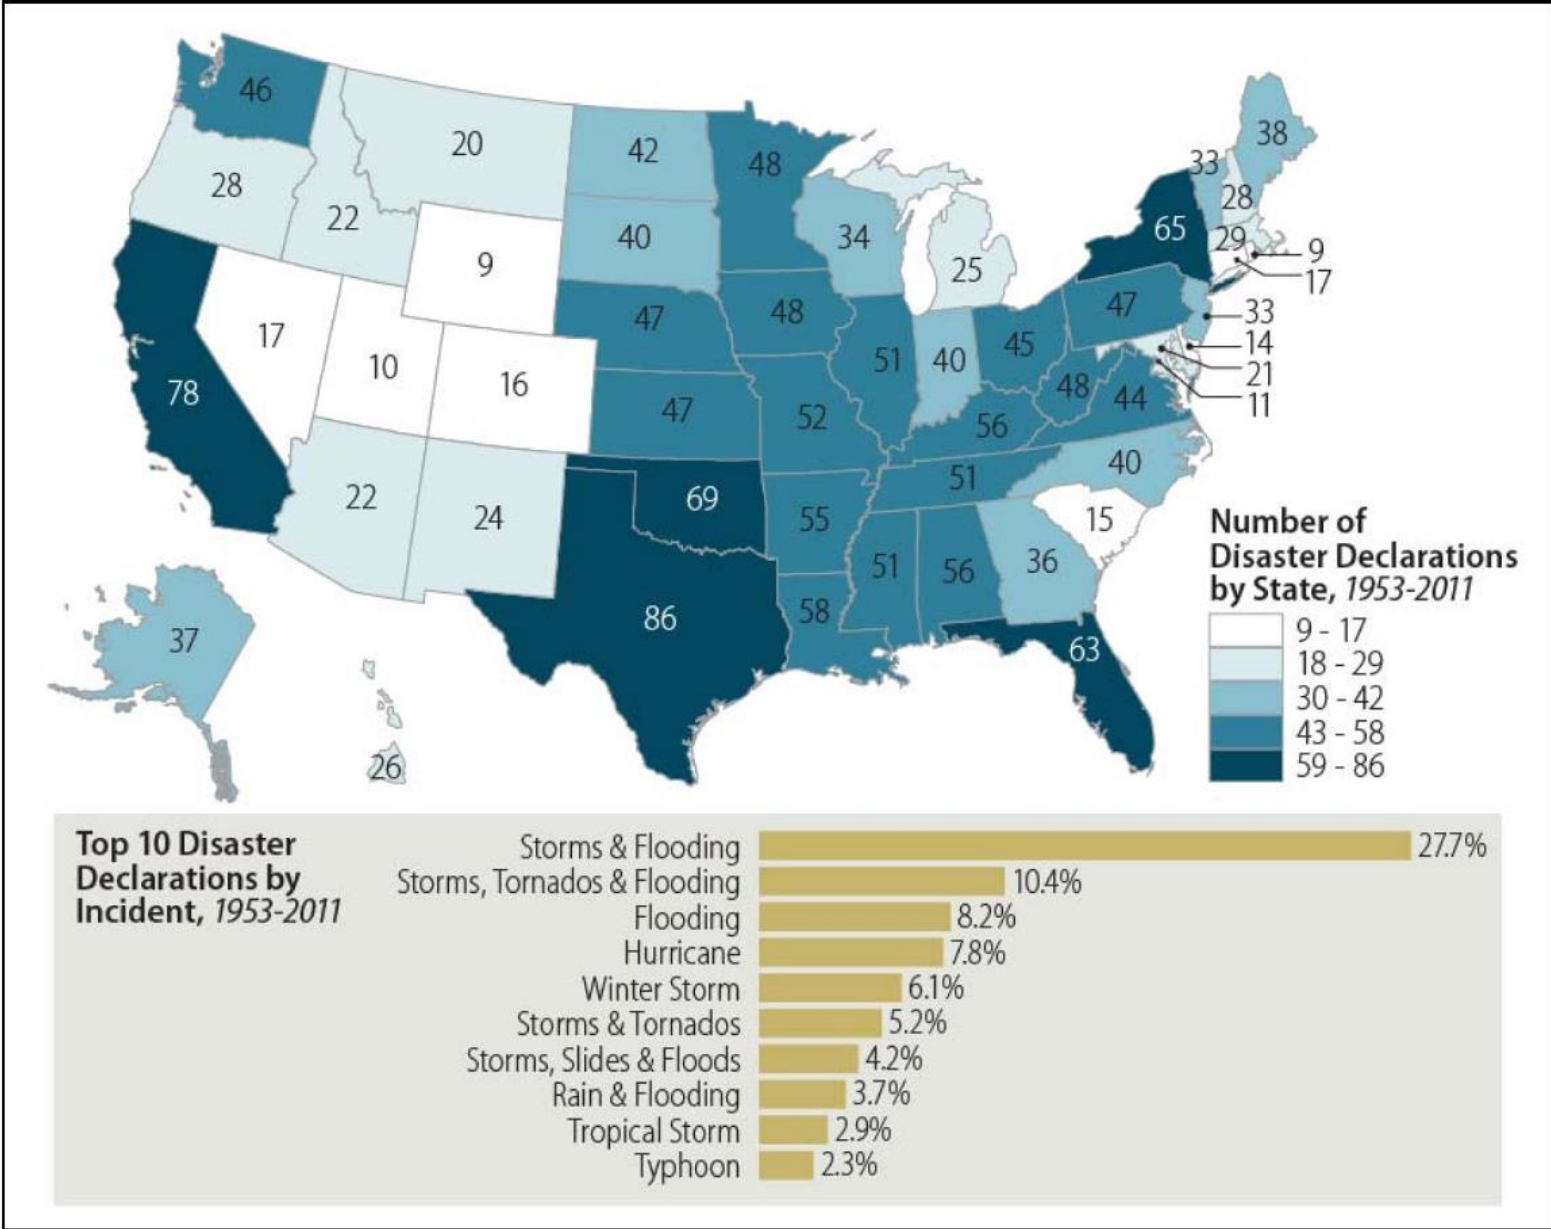 46
20
42
48
38
33
28
28
22
9
40
34
25
65
29
9
17
47
48
47
33
14
21
11
17
10
16
78
47
52
51
40
45
48
44
56
51
40
22
24
69
55
51
56
36
15
86
58
63
37
26
Number of
Disaster Declarations
by State, 1953-2011
9 - 17
18 - 29
30 - 42
43 - 58
59 - 86
Top 10 Disaster
Declarations by
Incident, 1953-2011
Storms & Flooding 27.7%
Storms, Tornados & Flooding 10.4%
Flooding 8.2%
Hurricane 7.8%
Winter Storm 6.1%
Storms & Tornados 5.2%
Storms, Slides & Floods 4.2%
Rain & Flooding 3.7%
Tropical Storm 2.9%
Typhoon 2.3%